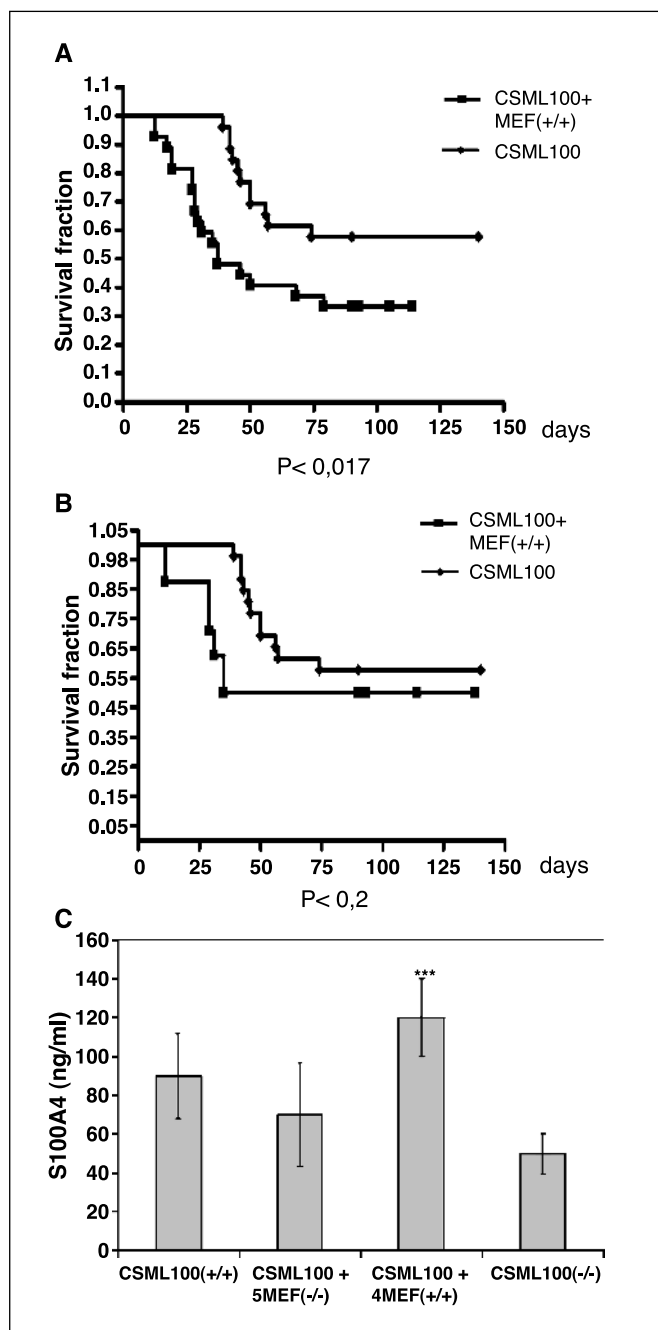 A
1.1
1.0
0.9
0.8
0.7
0.6
0.5
0.4
0.3
0.2
0.1
0.0
Survival fraction
0 25 50 75 100 125 150 days
P< 0,017
CSML100+
MEF(+/+)
CSML100
B
1.05
0.98
0.85
0.75
0.65
0.55
0.45
0.35
0.25
0.15
0.05
Survival fraction
0 25 50 75 100 125 150 days
P< 0,2
CSML100+
MEF(+/+)
CSML100
C
160
140
120
100
80
60
40
20
0
S100A4 (ng/ml)
***
CSML100(+/+) CSML100 + CSML100 + CSML100(-/-)
5MEF(-/-) 4MEF(+/+)